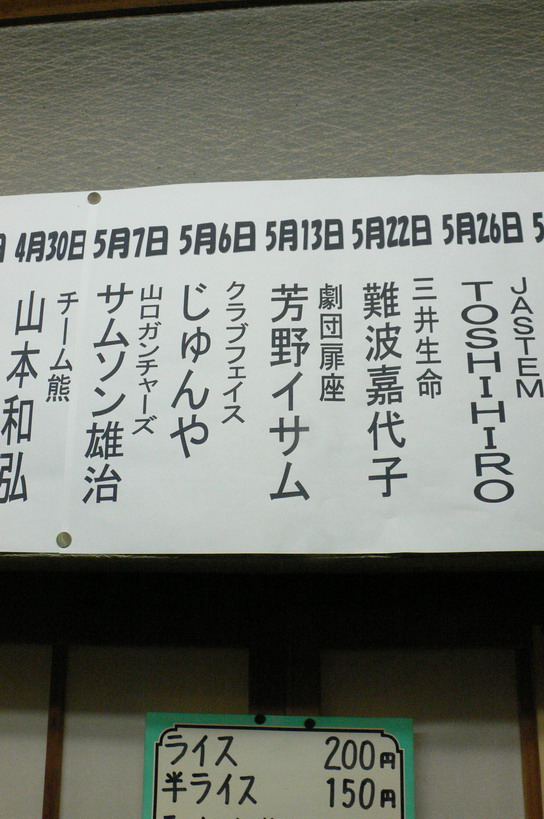 4月30日 5月7日 5月6日 5月13日 5月22日 5月26日
JASTEM
TOSHIHIRO
三井生命
難波嘉代子
劇団扉座
芳野イサム
クラブフェイス
じゅんや
山口ガンチャーズ
サムソン雄治
チーム熊
山本和弘
ライス 200円
半ライス 150円